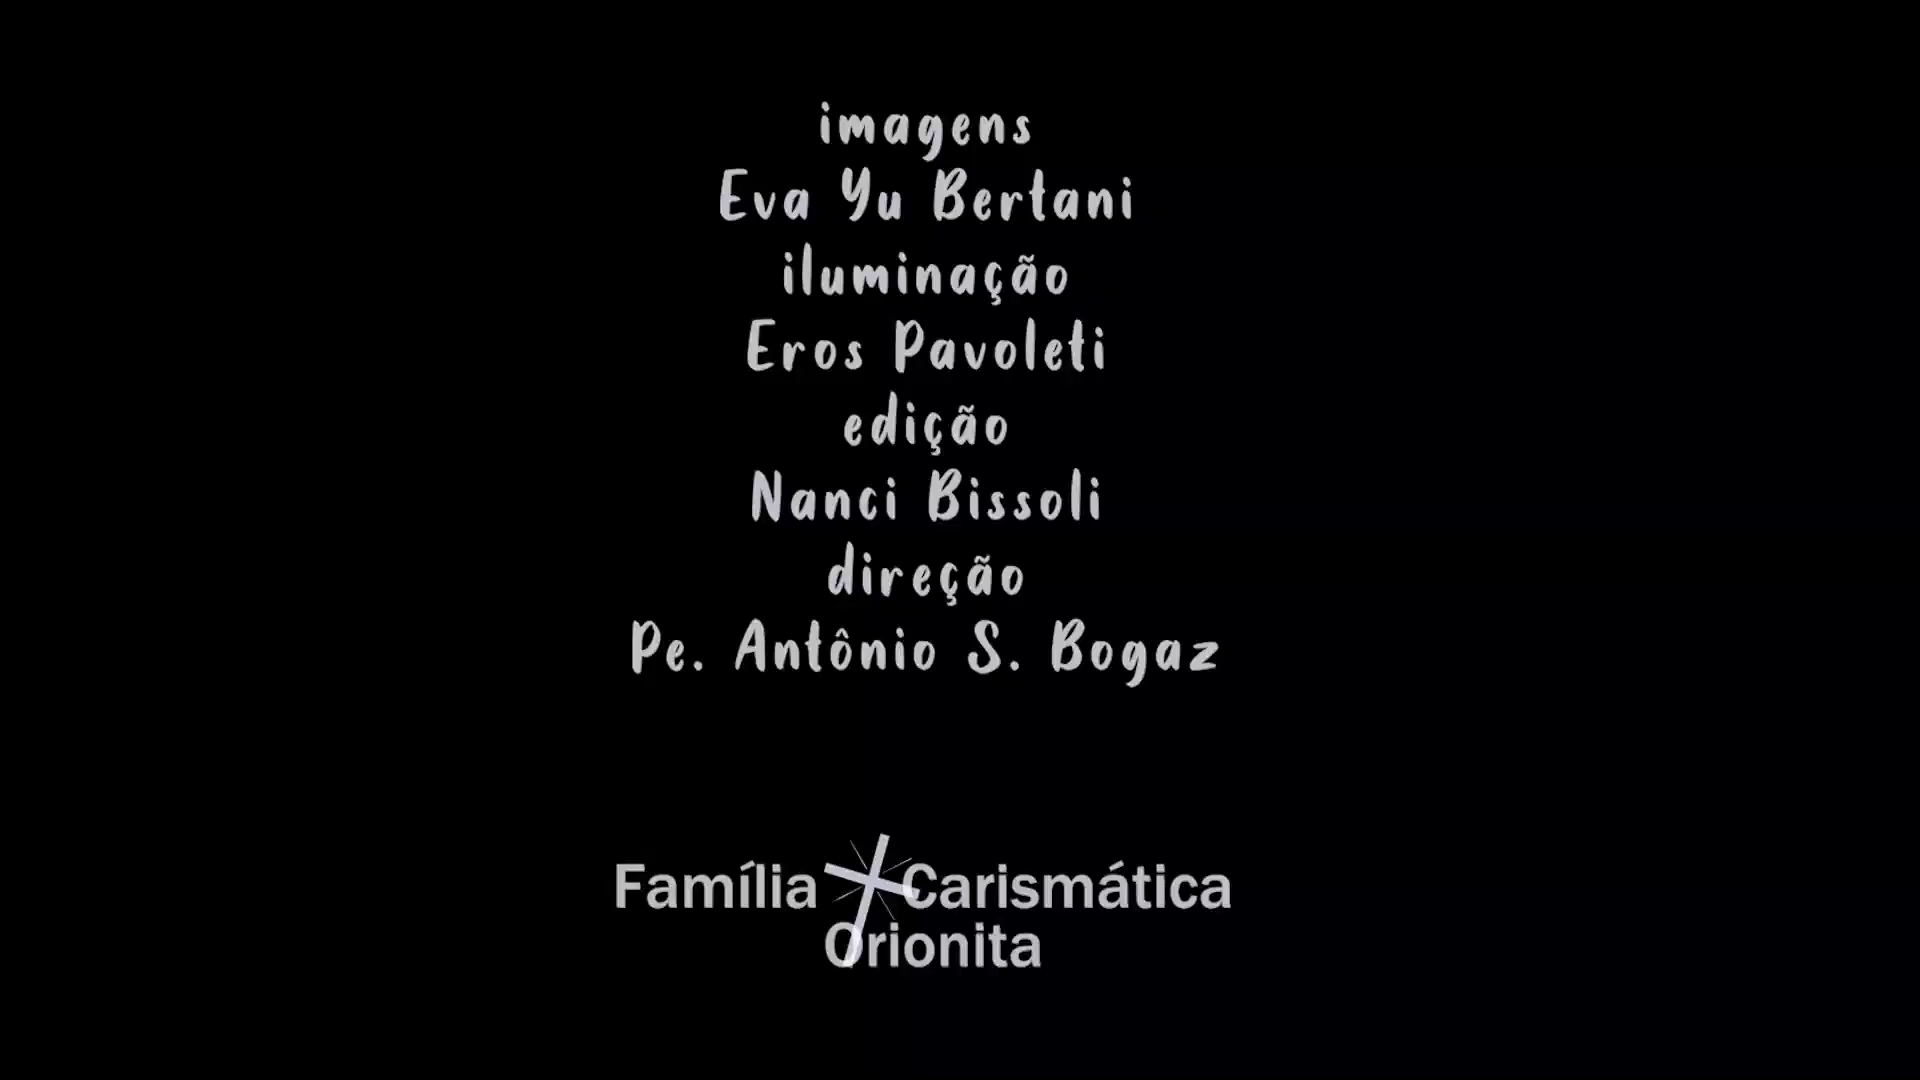 imagens
Eva Yu Bertani
iluminação
Eros Pavoleti
edição
Nanci Bissoli
direção
Pe. Antônio S. Bogaz
Família Carismática
Orionita